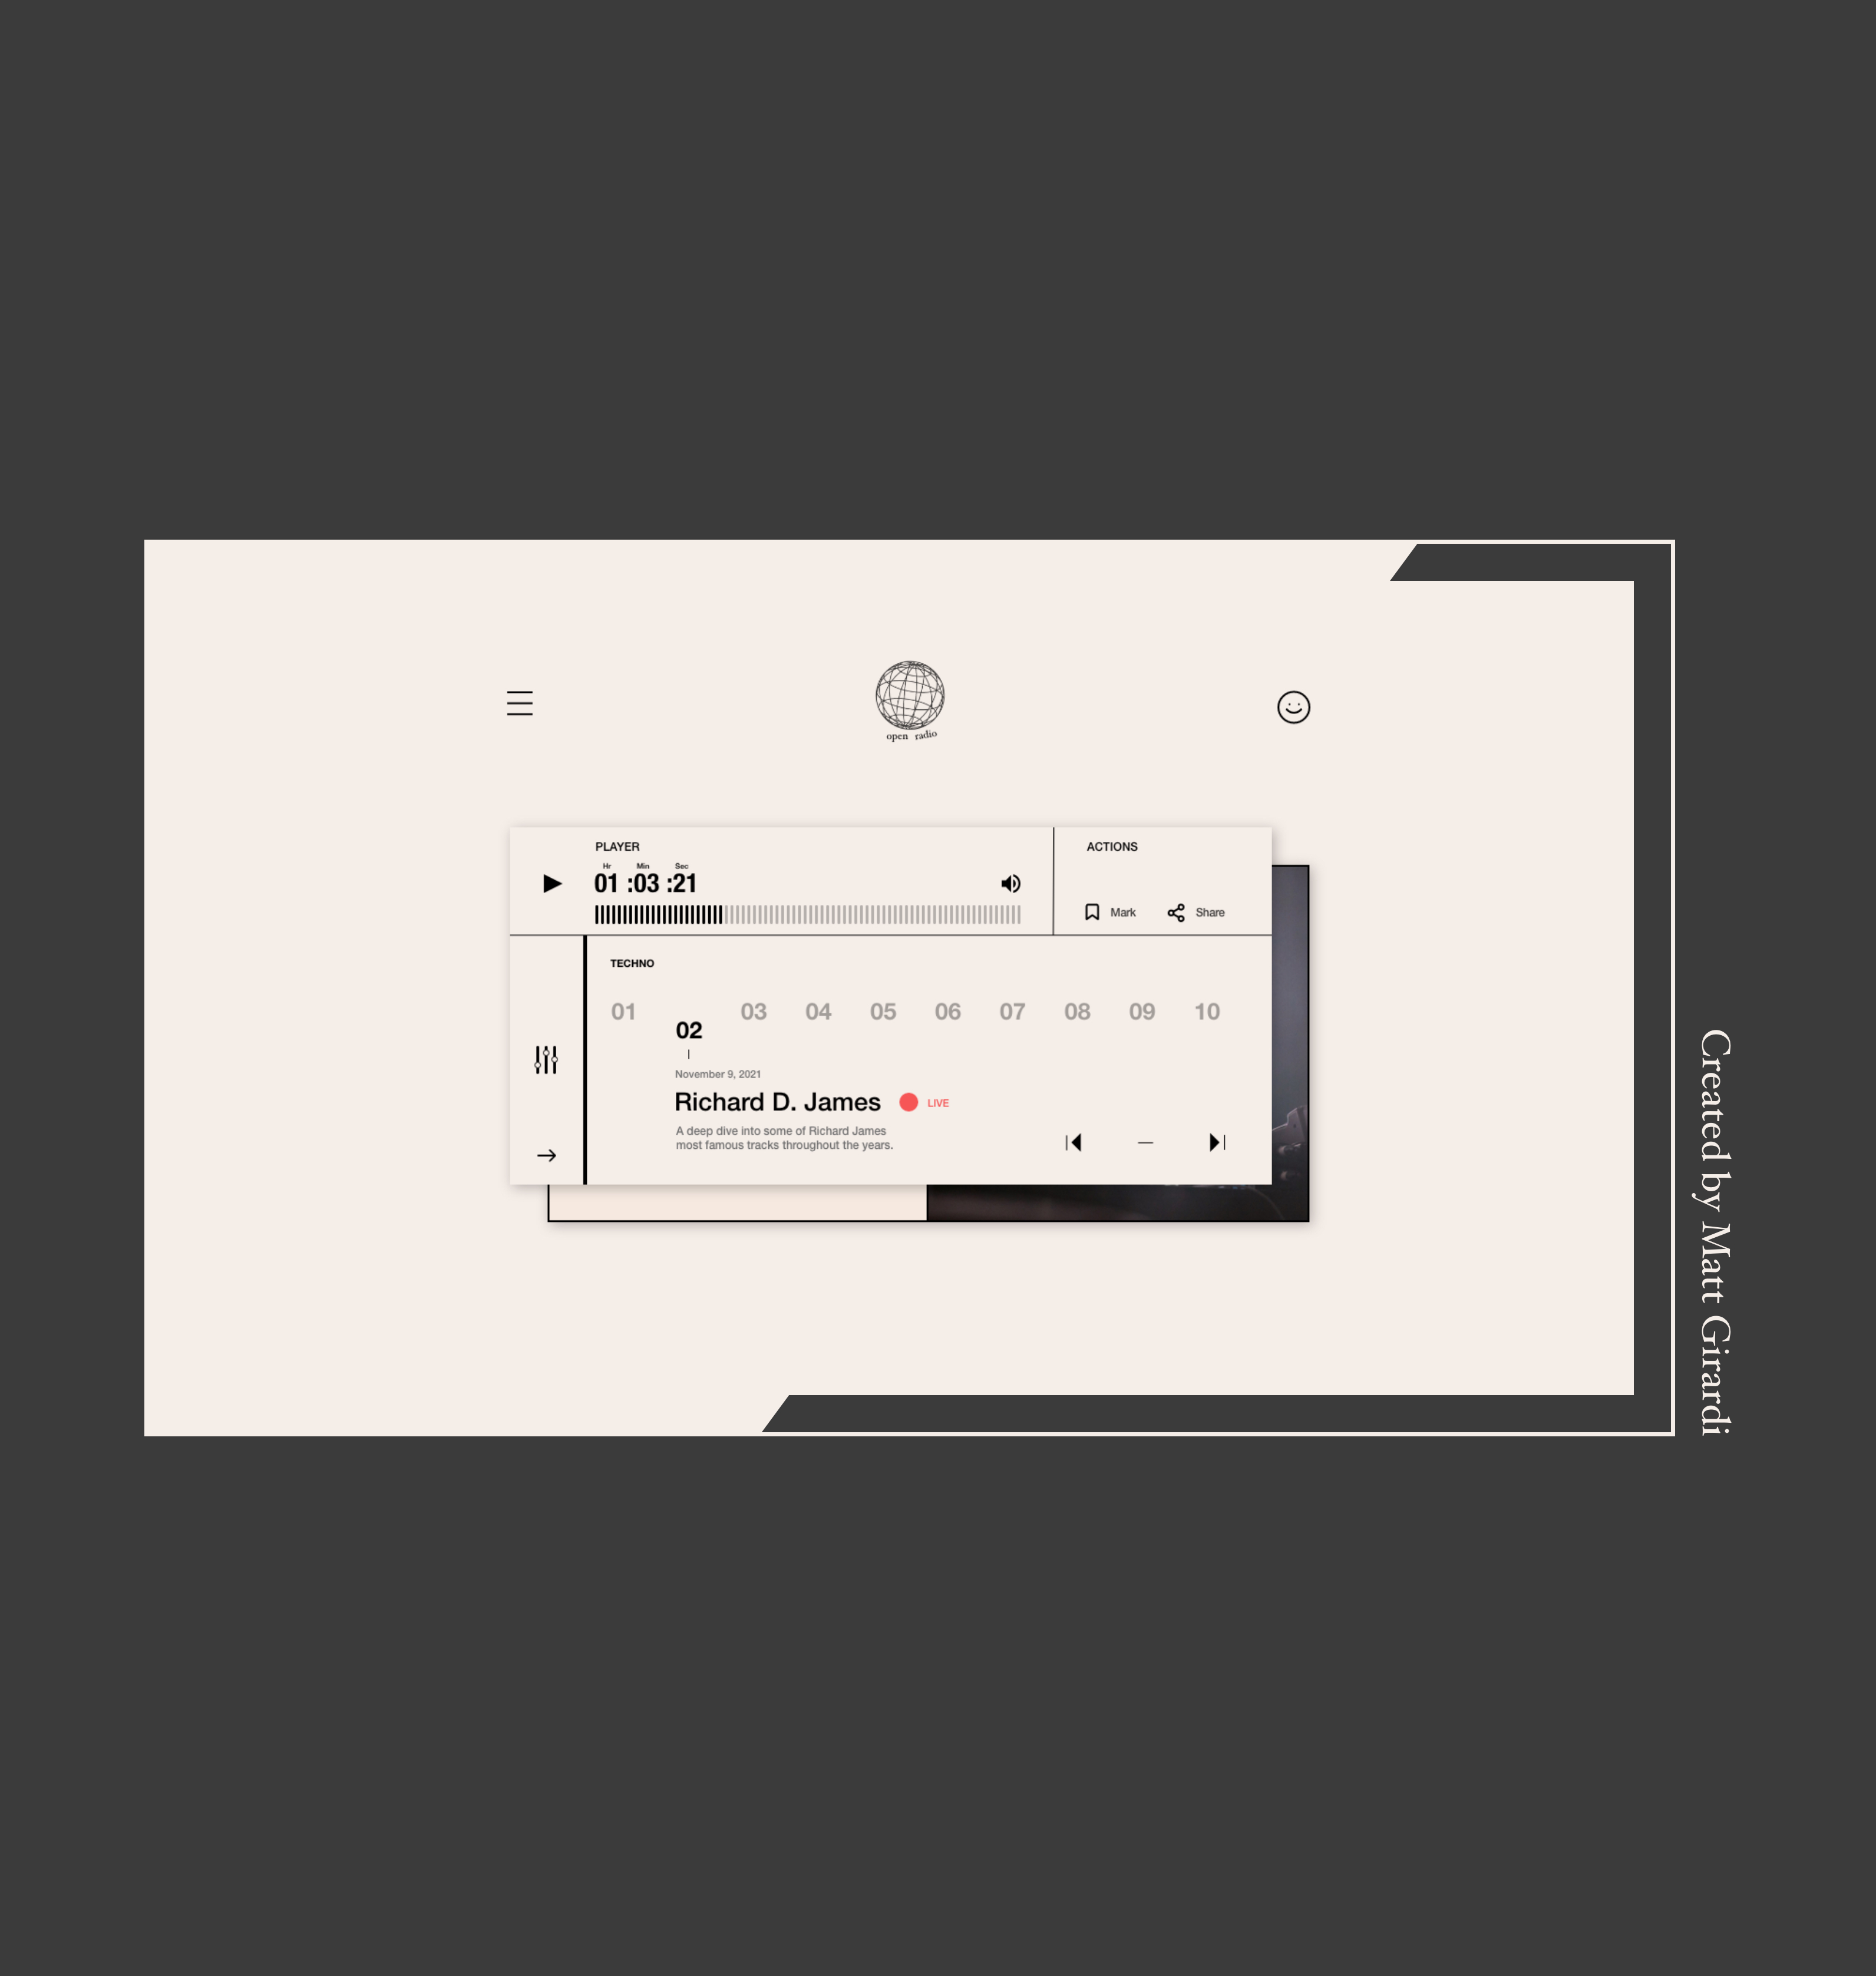 open radio
PLAYER
Hr Min Sec
01 :03 :21
ACTIONS
Mark
Share
TECHNO
01 02 03 04 05 06 07 08 09 10
November 9, 2021
Richard D. James
LIVE
A deep dive into some of Richard James
most famous tracks throughout the years.
Created by Matt Girardi